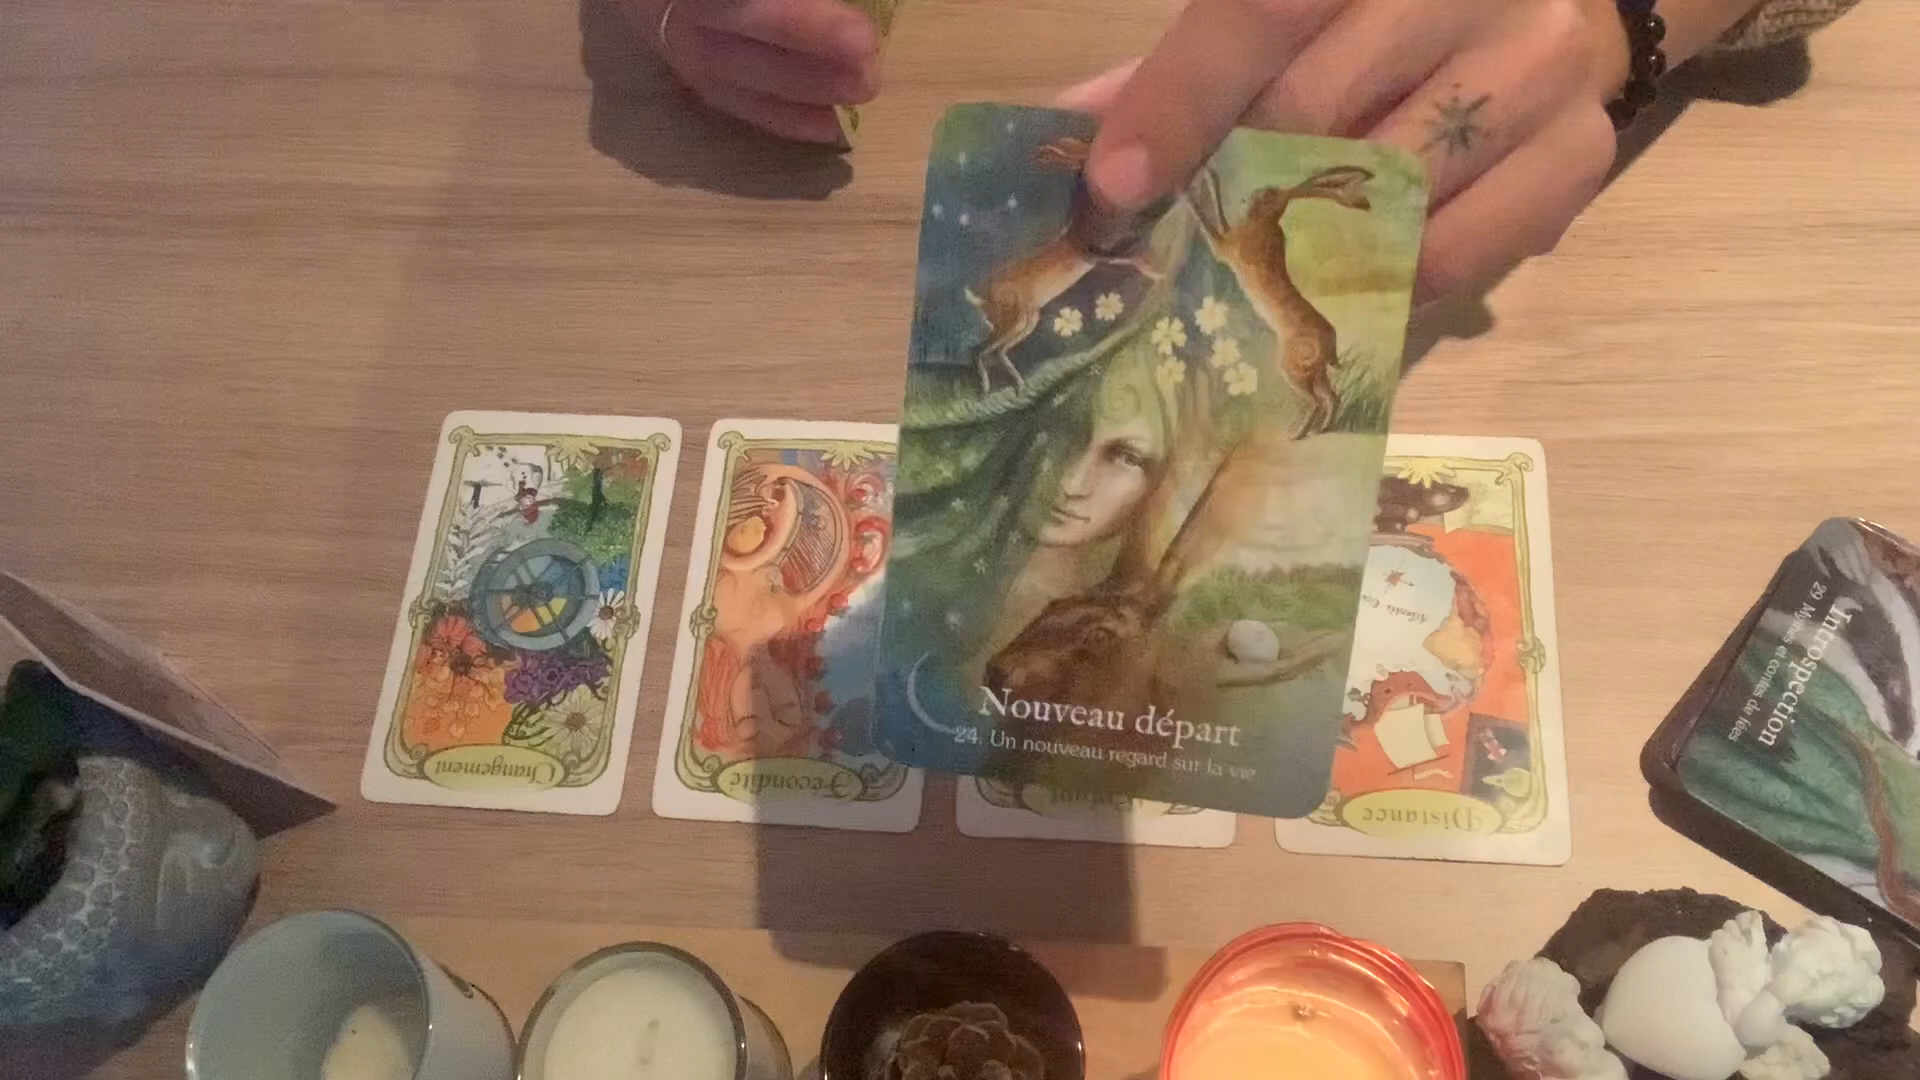 Nouveau départ
24. Un nouveau regard sur la vie
Changement
Fécondité
Distance
Introspection
29. Mythes et contes de fées